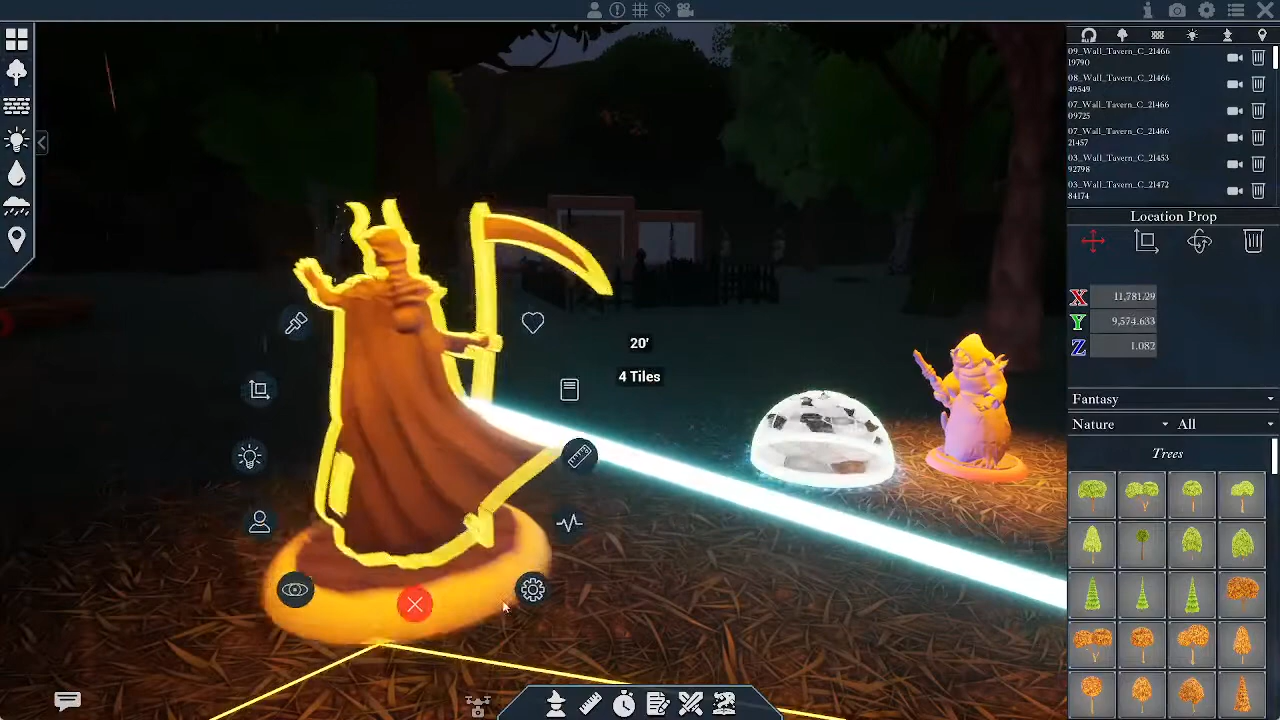 09_Wall_Tavern_C_21466
19790
08_Wall_Tavern_C_21466
49549
07_Wall_Tavern_C_21466
09725
07_Wall_Tavern_C_21466
21457
03_Wall_Tavern_C_21453
92798
03_Wall_Tavern_C_21472
84174
Location Prop
X 11,781.29
Y 9,574.633
Z 1.082
20'
4 Tiles
Fantasy
Nature All
Trees